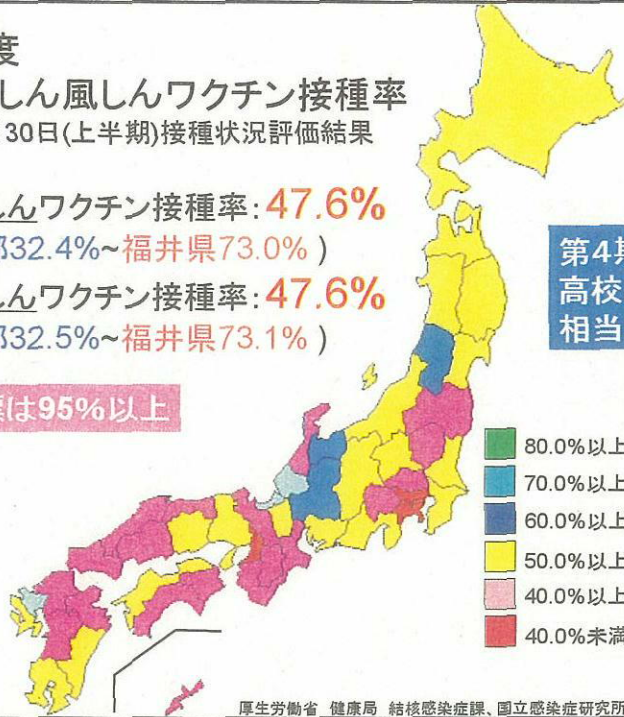 度
しん風しんワクチン接種率
30日(上半期)接種状況評価結果
しんワクチン接種率:47.6%
32.4%~福井県73.0% )
しんワクチン接種率:47.6%
32.5%~福井県73.1% )
は95%以上
第4期
高校
相当
80.0%以上
70.0%以上
60.0%以上
50.0%以上
40.0%以上
40.0%未満
厚生労働省 健康局 結核感染症課、国立感染症研究所